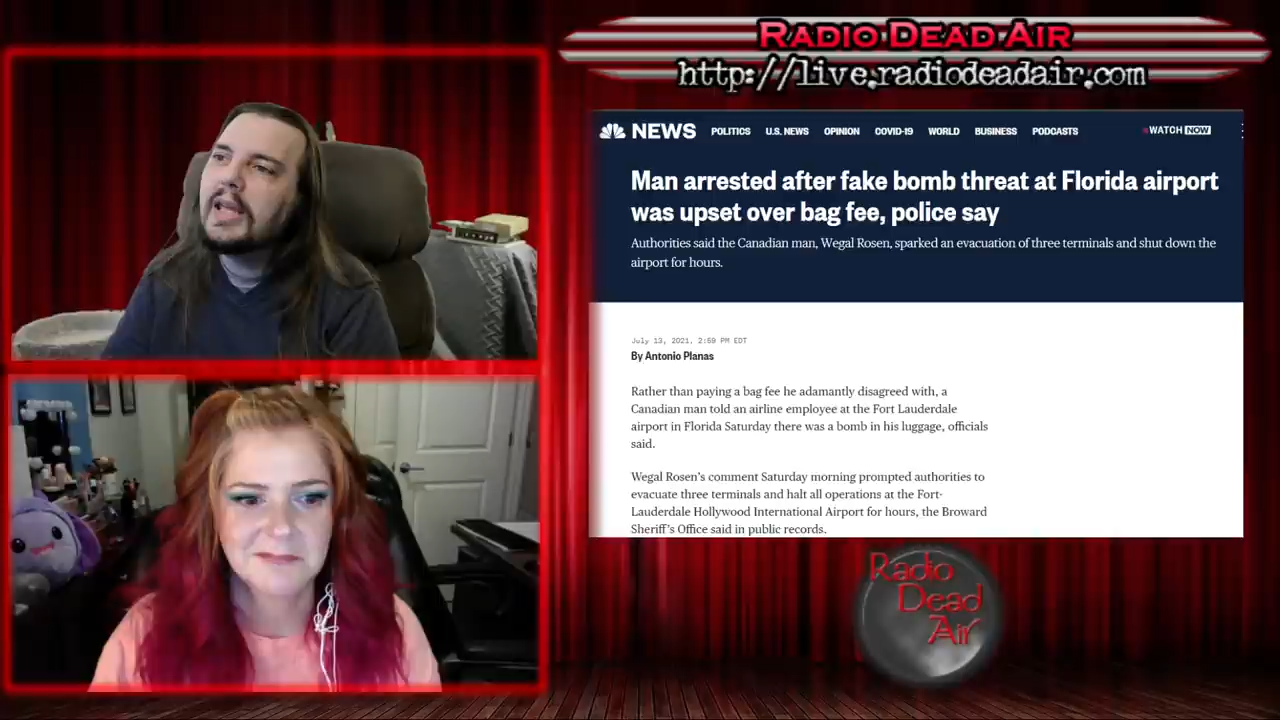 RADIO DEAD AIR
http://live.radiodeadair.com
NEWS POLITICS U.S. NEWS OPINION COVID-19 WORLD BUSINESS PODCASTS WATCH NOW
Man arrested after fake bomb threat at Florida airport
was upset over bag fee, police say
Authorities said the Canadian man, Wegal Rosen, sparked an evacuation of three terminals and shut down the
airport for hours.
July 13, 2021, 2:59 PM EDT
By Antonio Planas
Rather than paying a bag fee he adamantly disagreed with, a
Canadian man told an airline employee at the Fort Lauderdale
airport in Florida Saturday there was a bomb in his luggage, officials
said.
Wegal Rosen’s comment Saturday morning prompted authorities to
evacuate three terminals and halt all operations at the Fort-
Lauderdale Hollywood International Airport for hours, the Broward
Sheriff’s Office said in public records.
Radio
Dead
Air